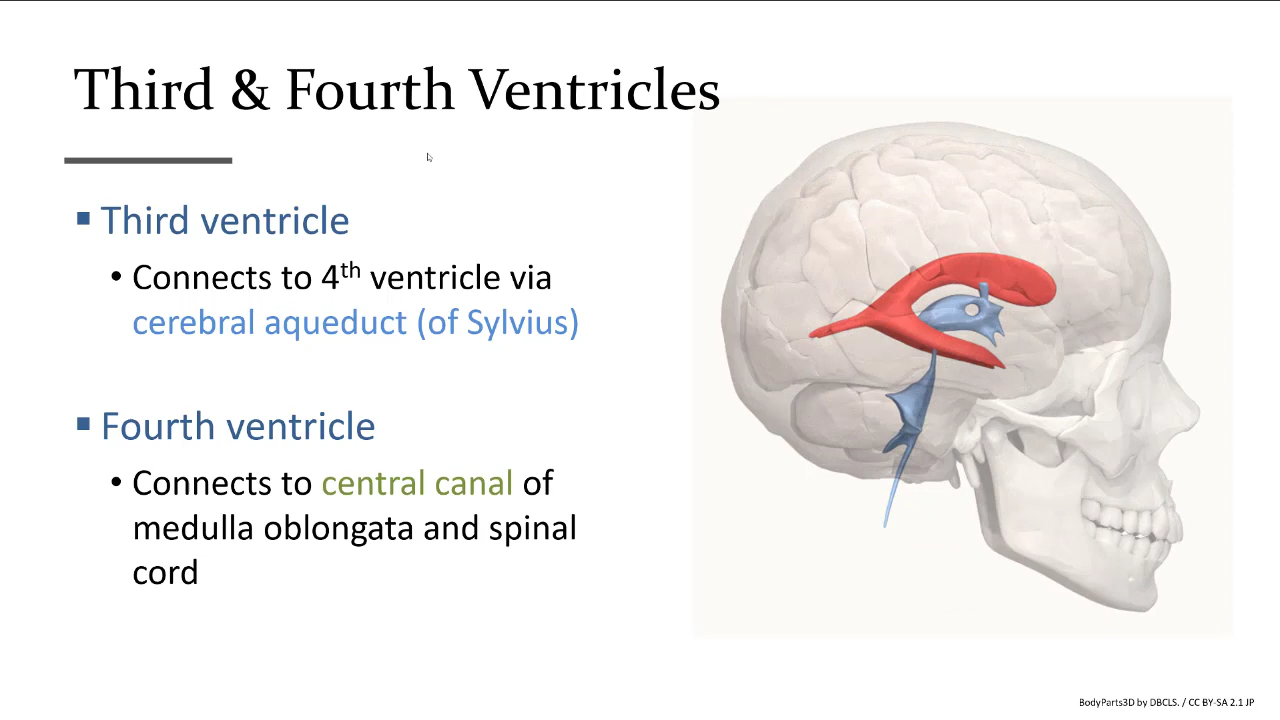 Third & Fourth Ventricles
▪ Third ventricle
• Connects to 4th ventricle via
cerebral aqueduct (of Sylvius)
▪ Fourth ventricle
• Connects to central canal of
medulla oblongata and spinal
cord
BodyParts3D by DBCLS. / CC BY-SA 2.1 JP